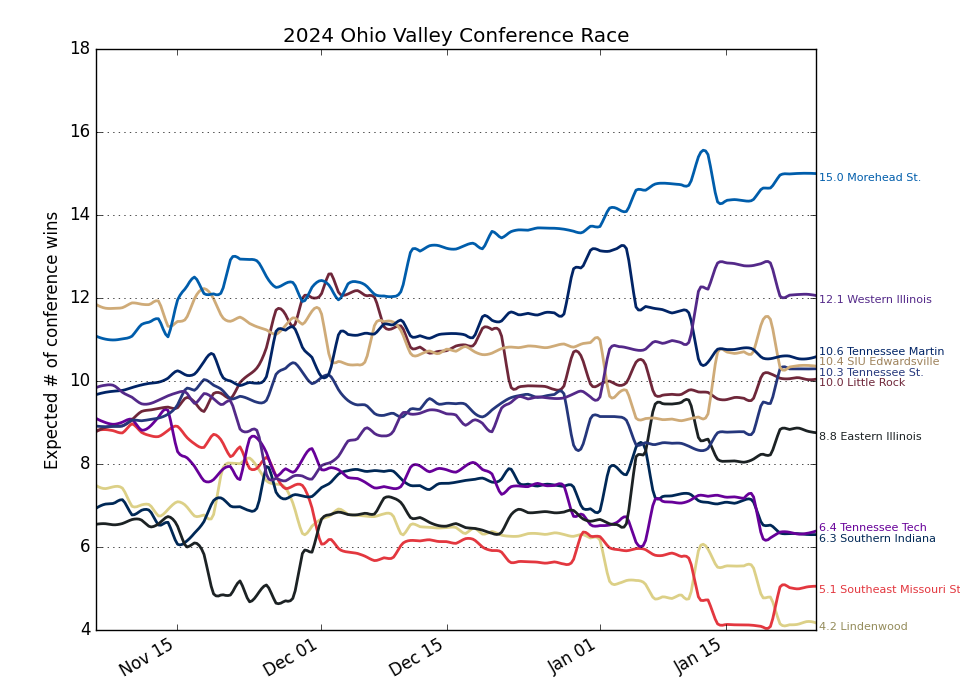 2024 Ohio Valley Conference Race
Expected # of conference wins
18
16
14
12
10
8
6
4
Nov 15
Dec 01
Dec 15
Jan 01
Jan 15
15.0 Morehead St.
12.1 Western Illinois
10.6 Tennessee Martin
10.4 SIU Edwardsville
10.3 Tennessee St.
10.0 Little Rock
8.8 Eastern Illinois
6.4 Tennessee Tech
6.3 Southern Indiana
5.1 Southeast Missouri St
4.2 Lindenwood